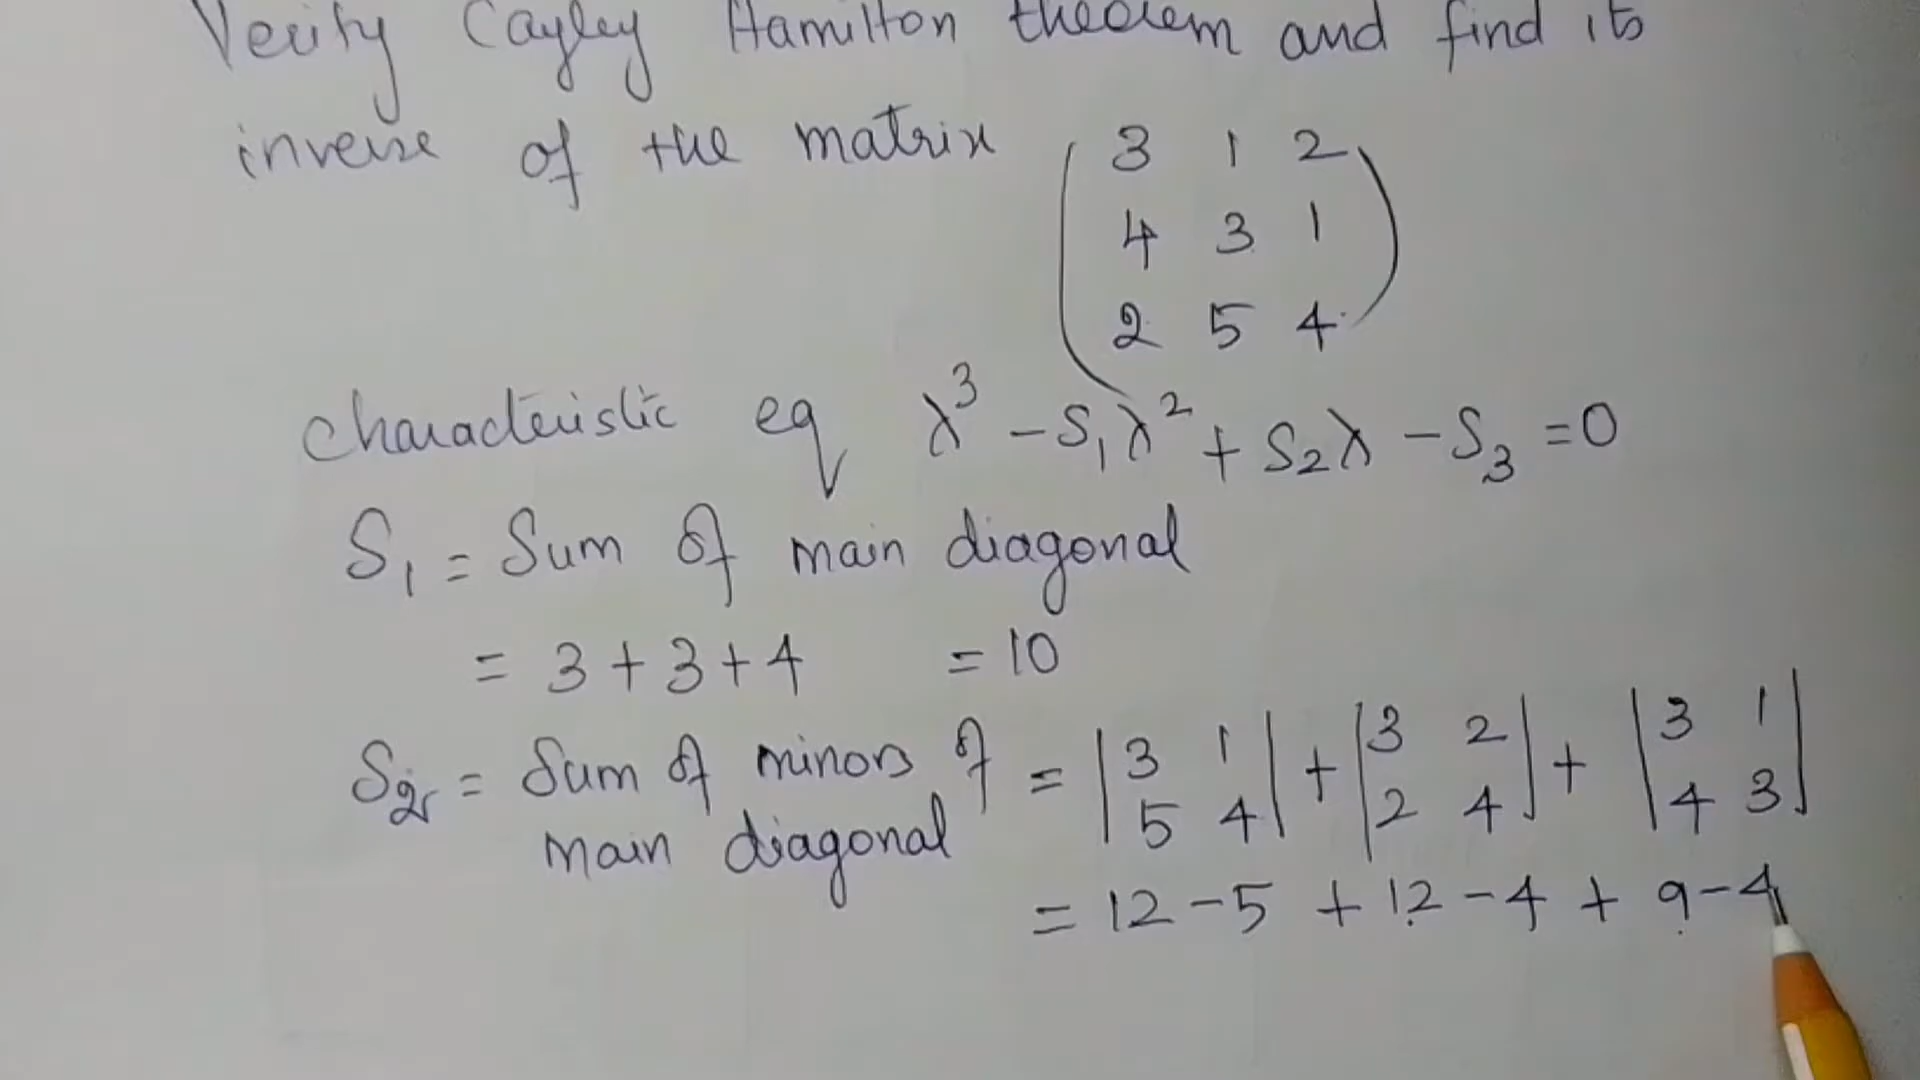 Verify Cayley Hamilton theorem and find its
inverse of the matrix
3 1 2
4 3 1
2 5 4
characteristic eq λ³ - S₁λ² + S₂λ - S₃ = 0
S₁ = Sum of main diagonal
= 3 + 3 + 4 = 10
S₂ = Sum of minors of main diagonal = |3 1; 5 4| + |3 2; 2 4| + |3 1; 4 3|
= 12 - 5 + 12 - 4 + 9 - 4